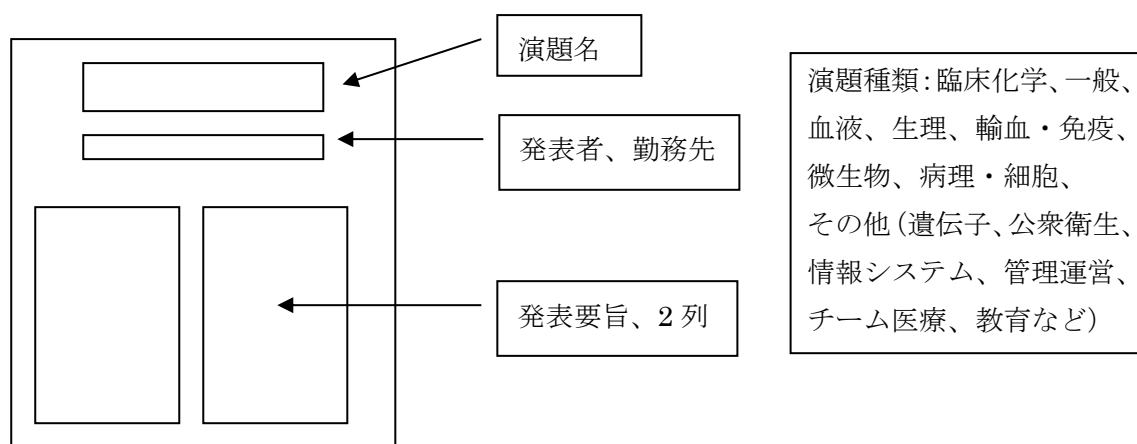 演題名
発表者、勤務先
発表要旨、2 列
演題種類:臨床化学、一般、
血液、生理、輸血・免疫、
微生物、病理・細胞、
その他(遺伝子、公衆衛生、
情報システム、管理運営、
チーム医療、教育など)